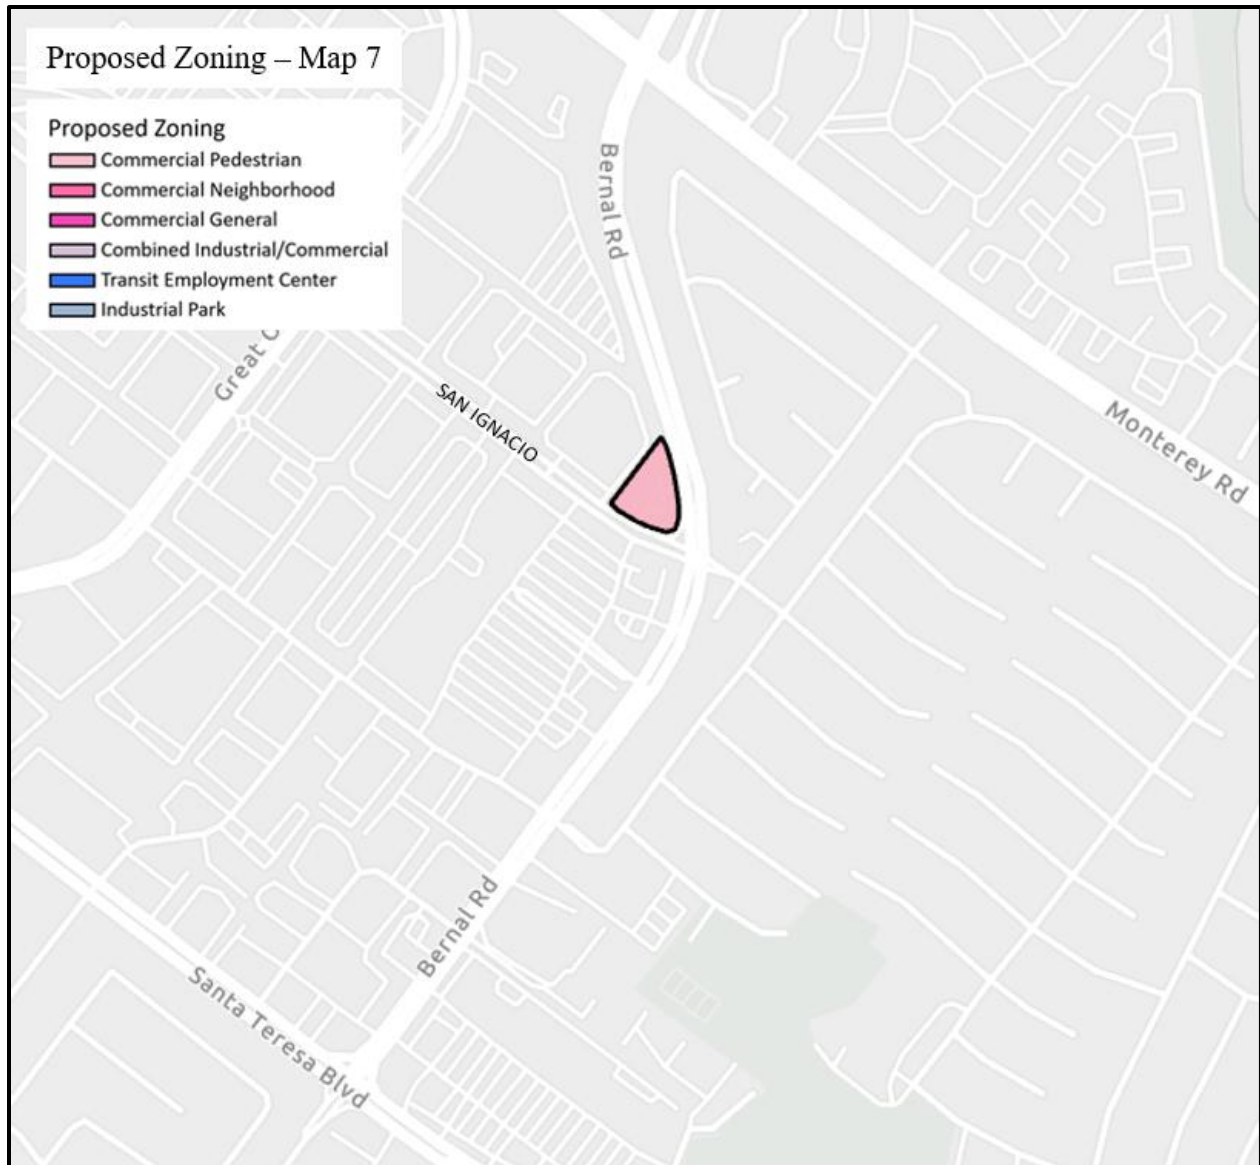 Proposed Zoning – Map 7
Proposed Zoning
Commercial Pedestrian
Commercial Neighborhood
Commercial General
Combined Industrial/Commercial
Transit Employment Center
Industrial Park
Bernal Rd
Great
SAN IGNACIO
Monterey Rd
Bernal Rd
Santa Teresa Blvd